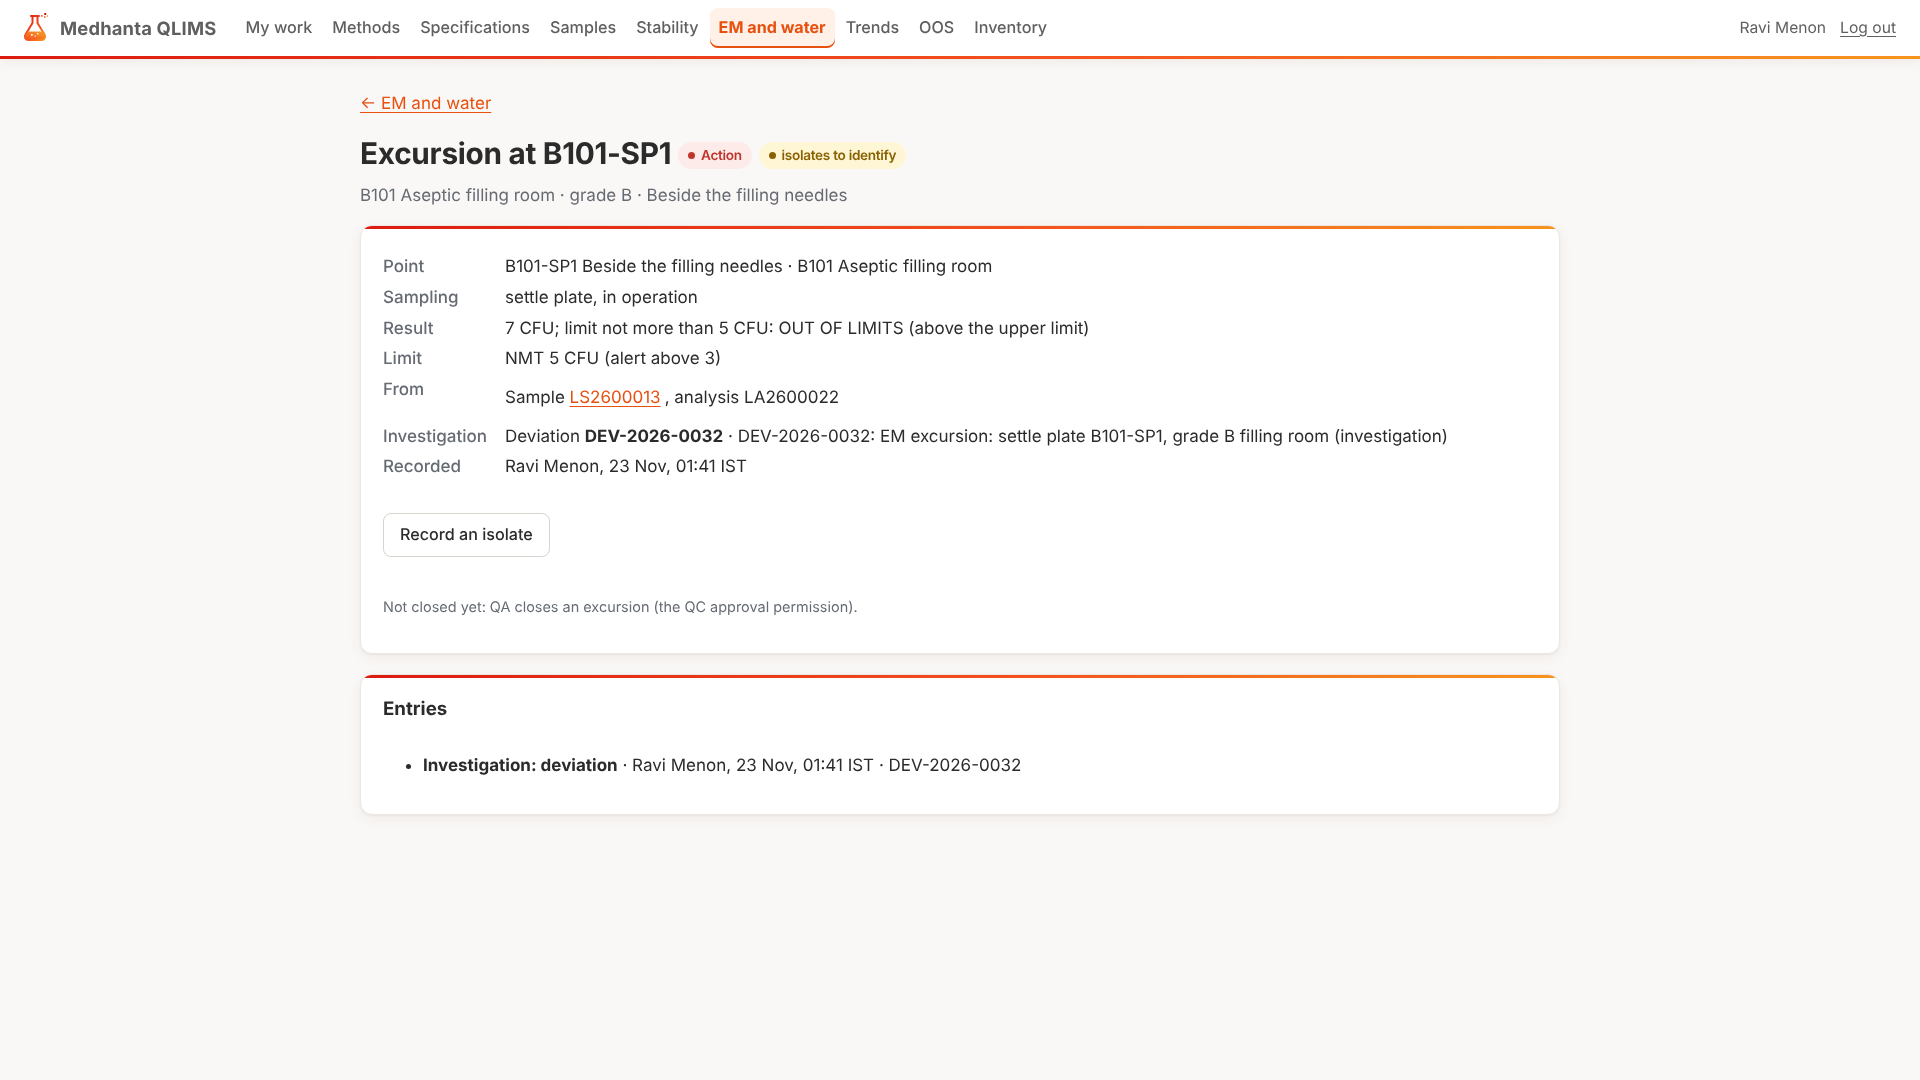 Medhanta QLIMS My work Methods Specifications Samples Stability EM and water Trends OOS Inventory Ravi Menon Log out
← EM and water
Excursion at B101-SP1 Action isolates to identify
B101 Aseptic filling room · grade B · Beside the filling needles
Point B101-SP1 Beside the filling needles · B101 Aseptic filling room
Sampling settle plate, in operation
Result 7 CFU; limit not more than 5 CFU: OUT OF LIMITS (above the upper limit)
Limit NMT 5 CFU (alert above 3)
From Sample LS2600013 , analysis LA2600022
Investigation Deviation DEV-2026-0032 · DEV-2026-0032: EM excursion: settle plate B101-SP1, grade B filling room (investigation)
Recorded Ravi Menon, 23 Nov, 01:41 IST
Record an isolate
Not closed yet: QA closes an excursion (the QC approval permission).
Entries
• Investigation: deviation · Ravi Menon, 23 Nov, 01:41 IST · DEV-2026-0032